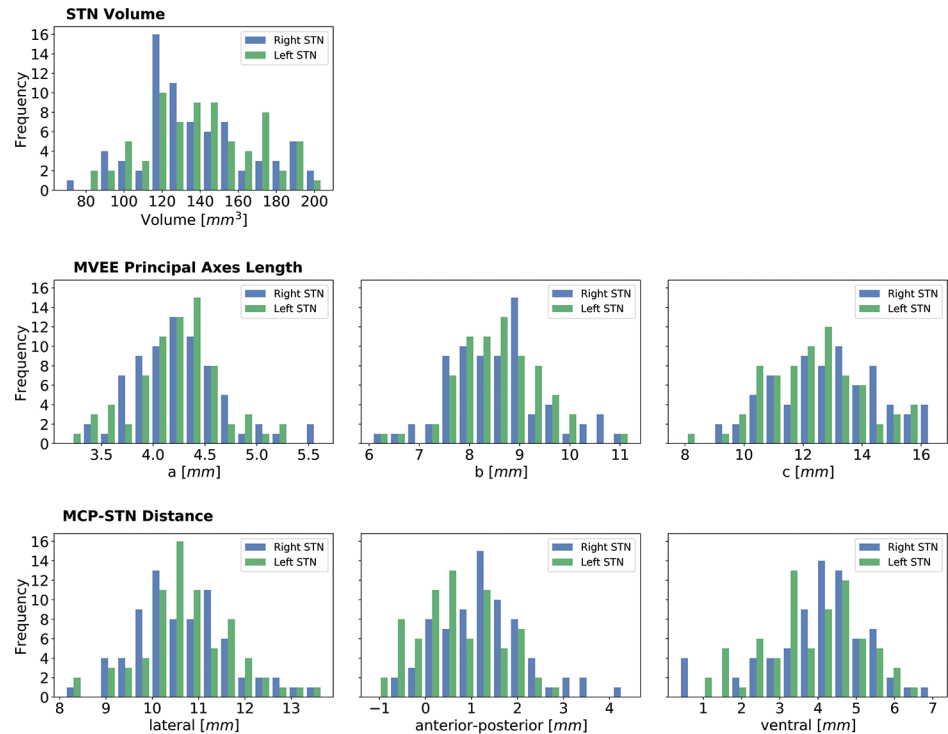 STN Volume
16
14
12
10
8
6
4
2
0
Frequency
Right STN
Left STN
80 100 120 140 160 180 200
Volume [mm³]
MVEE Principal Axes Length
16
14
12
10
8
6
4
2
0
Frequency
Right STN
Left STN
3.5 4.0 4.5 5.0 5.5
a [mm]
Right STN
Left STN
6 7 8 9 10 11
b [mm]
Right STN
Left STN
8 10 12 14 16
c [mm]
MCP-STN Distance
16
14
12
10
8
6
4
2
0
Frequency
Right STN
Left STN
8 9 10 11 12 13
lateral [mm]
Right STN
Left STN
−1 0 1 2 3 4
anterior-posterior [mm]
Right STN
Left STN
1 2 3 4 5 6 7
ventral [mm]